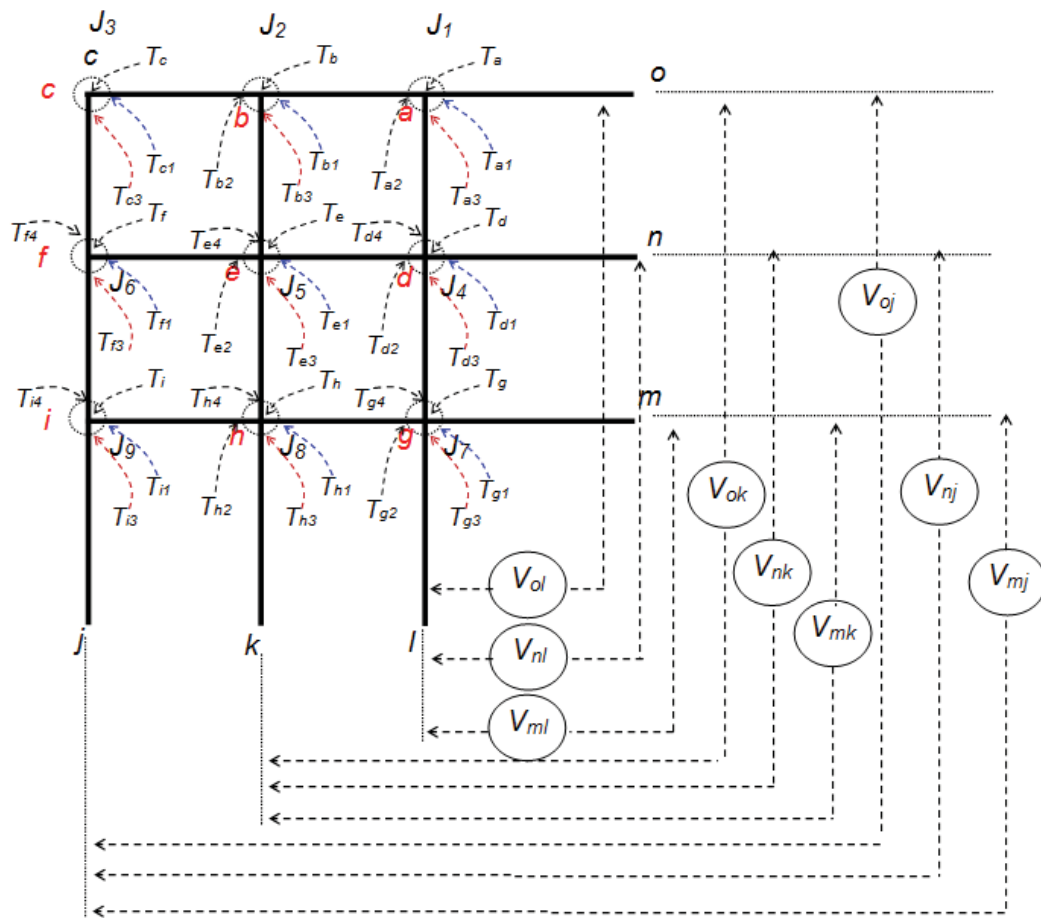 J3 J2 J1
c Tc Tb Ta o
c b a
Tc1 Tb2 Tb1 Ta2 Ta1
Tc3 Tb3 Ta3
Tf Te Td
Tf4 Te4 Td4 n
f e d
J6 J5 J4 Voj
Tf1 Te1 Td1
Tf3 Te2 Te3 Td2 Td3
Ti Th Tg
Ti4 Th4 Tg4 m
i h g
J9 J8 J7
Ti1 Th1 Tg1 Vok Vnj
Ti3 Th2 Th3 Tg2 Tg3
Vol Vnk Vmj
j k l Vmk
Vnl
Vml